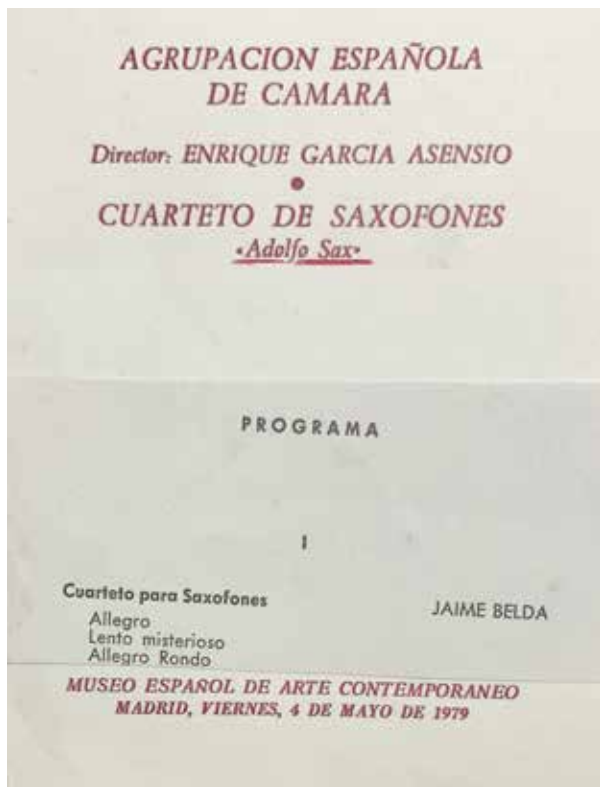 AGRUPACION ESPAÑOLA
DE CAMARA
Director: ENRIQUE GARCIA ASENSIO
CUARTETO DE SAXOFONES
«Adolfo Sax»
PROGRAMA
I
Cuarteto para Saxofones
JAIME BELDA
Allegro
Lento misterioso
Allegro Rondo
MUSEO ESPAÑOL DE ARTE CONTEMPORANEO
MADRID, VIERNES, 4 DE MAYO DE 1979